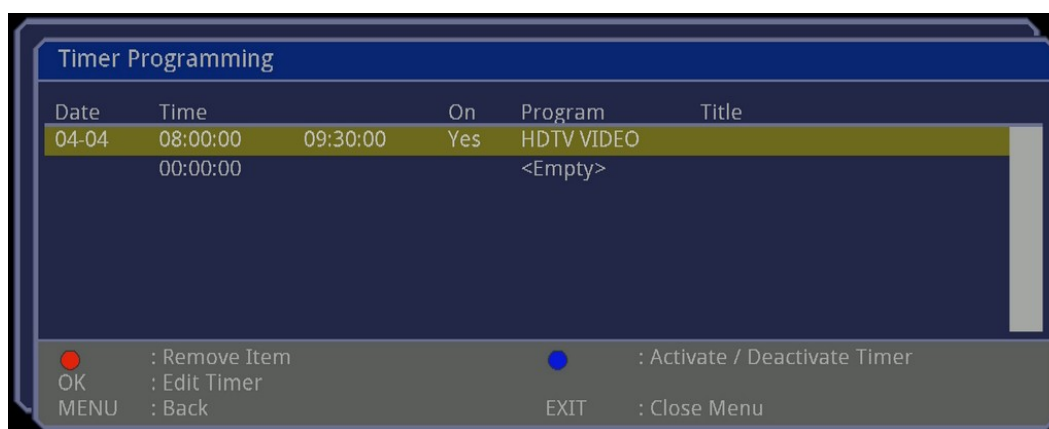 Timer Programming
Date Time On Program Title
04-04 08:00:00 09:30:00 Yes HDTV VIDEO
00:00:00 <Empty>
: Remove Item : Activate / Deactivate Timer
OK : Edit Timer
MENU : Back EXIT : Close Menu